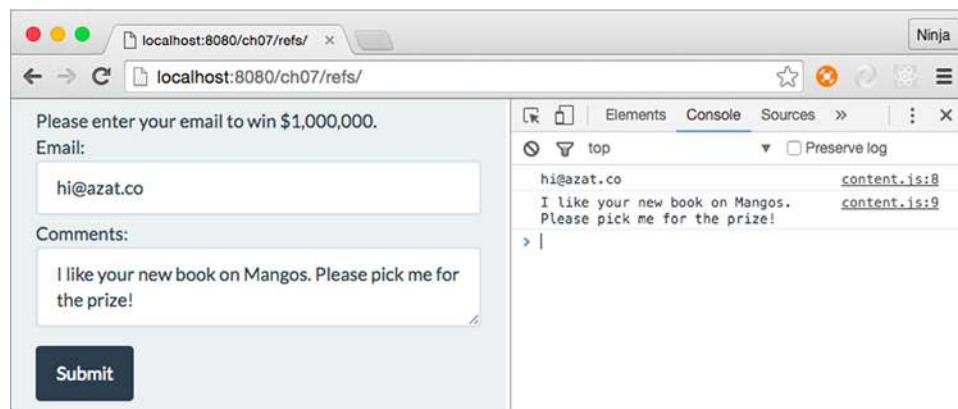 localhost:8080/ch07/refs/
Ninja
localhost:8080/ch07/refs/
Please enter your email to win $1,000,000.
Email:
hi@azat.co
Comments:
I like your new book on Mangos. Please pick me for
the prize!
Submit
Elements Console Sources »
top Preserve log
hi@azat.co content.js:8
I like your new book on Mangos. content.js:9
Please pick me for the prize!
>